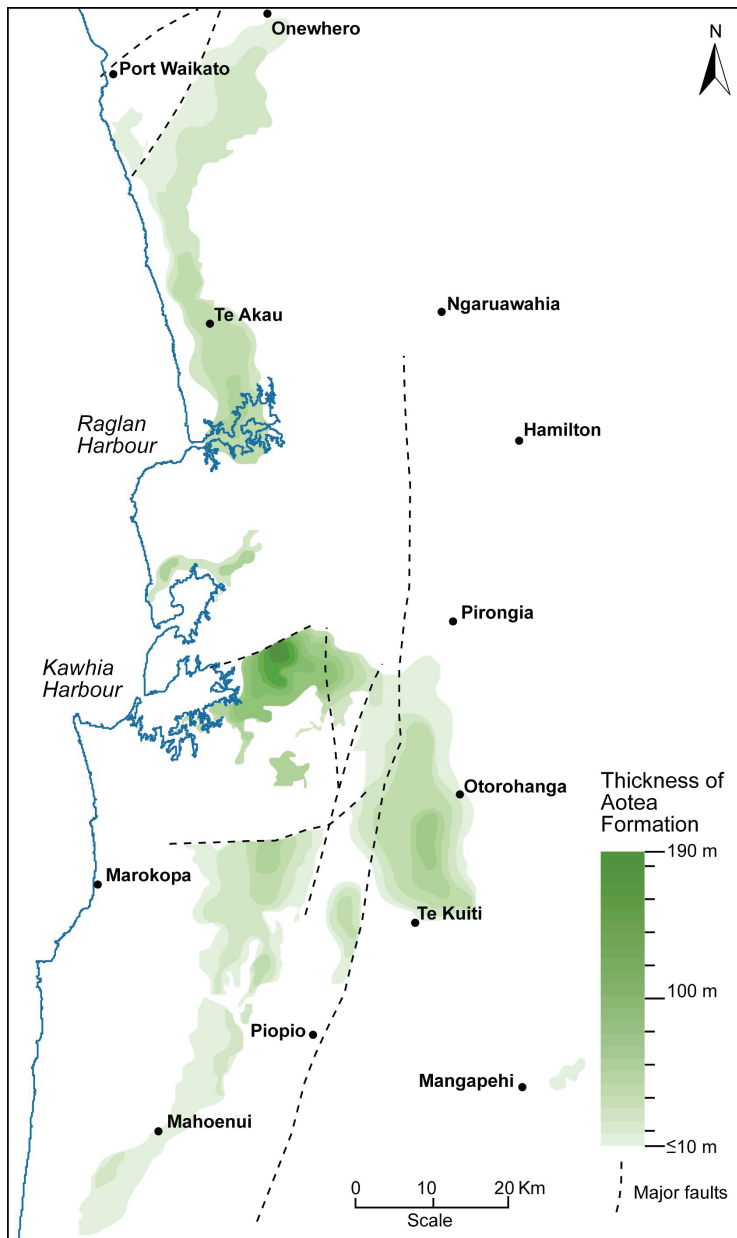 Onewhero
N
Port Waikato
Ngaruawahia
Te Akau
Raglan
Harbour
Hamilton
Pirongia
Kawhia
Harbour
Otorohanga
Thickness of
Aotea
Formation
190 m
Marokopa
Te Kuiti
100 m
Piopio
Mangapehi
Mahoenui
≤10 m
0 10 20 Km
Scale
Major faults